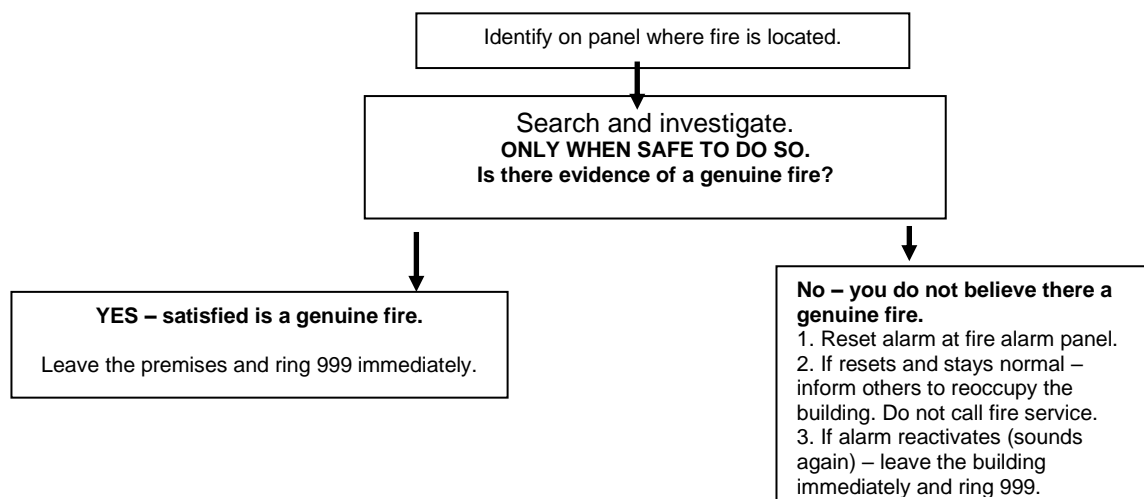 Identify on panel where fire is located.
Search and investigate.
ONLY WHEN SAFE TO DO SO.
Is there evidence of a genuine fire?
YES – satisfied is a genuine fire.
Leave the premises and ring 999 immediately.
No – you do not believe there a
genuine fire.
1. Reset alarm at fire alarm panel.
2. If resets and stays normal –
inform others to reoccupy the
building. Do not call fire service.
3. If alarm reactivates (sounds
again) – leave the building
immediately and ring 999.